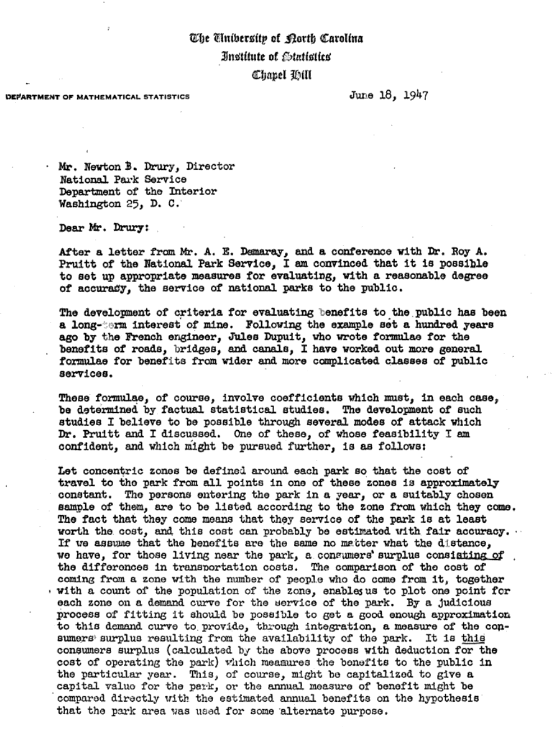 The University of North Carolina
Institute of Statistics
Chapel Hill
DEPARTMENT OF MATHEMATICAL STATISTICS
June 18, 1947
Mr. Newton B. Drury, Director
National Park Service
Department of the Interior
Washington 25, D. C.
Dear Mr. Drury:
After a letter from Mr. A. E. Demaray, and a conference with Dr. Roy A.
Pruitt of the National Park Service, I am convinced that it is possible
to set up appropriate measures for evaluating, with a reasonable degree
of accuracy, the service of national parks to the public.
The development of criteria for evaluating benefits to the public has been
a long-term interest of mine. Following the example set a hundred years
ago by the French engineer, Jules Dupuit, who wrote formulae for the
benefits of roads, bridges, and canals, I have worked out more general
formulae for benefits from wider and more complicated classes of public
services.
These formulae, of course, involve coefficients which must, in each case,
be determined by factual statistical studies. The development of such
studies I believe to be possible through several modes of attack which
Dr. Pruitt and I discussed. One of these, of whose feasibility I am
confident, and which might be pursued further, is as follows:
Let concentric zones be defined around each park so that the cost of
travel to the park from all points in one of these zones is approximately
constant. The persons entering the park in a year, or a suitably chosen
sample of them, are to be listed according to the zone from which they come.
The fact that they come means that they service of the park is at least
worth the cost, and this cost can probably be estimated with fair accuracy.
If we assume that the benefits are the same no matter what the distance,
we have, for those living near the park, a consumers' surplus consisting of
the differences in transportation costs. The comparison of the cost of
coming from a zone with the number of people who do come from it, together
with a count of the population of the zone, enables us to plot one point for
each zone on a demand curve for the service of the park. By a judicious
process of fitting it should be possible to get a good enough approximation
to this demand curve to provide, through integration, a measure of the con-
sumers' surplus resulting from the availability of the park. It is this
consumers surplus (calculated by the above process with deduction for the
cost of operating the park) which measures the benefits to the public in
the particular year. This, of course, might be capitalized to give a
capital value for the park, or the annual measure of benefit might be
compared directly with the estimated annual benefits on the hypothesis
that the park area was used for some alternate purpose.